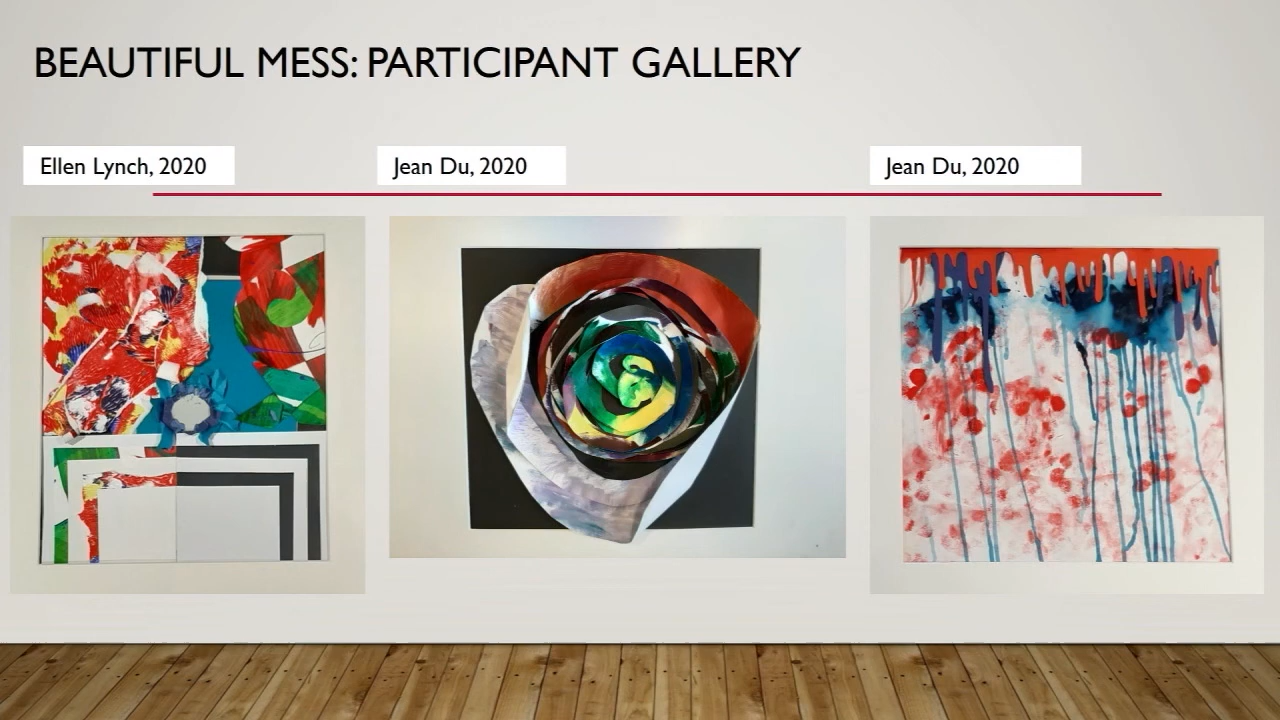 BEAUTIFUL MESS: PARTICIPANT GALLERY
Ellen Lynch, 2020
Jean Du, 2020
Jean Du, 2020